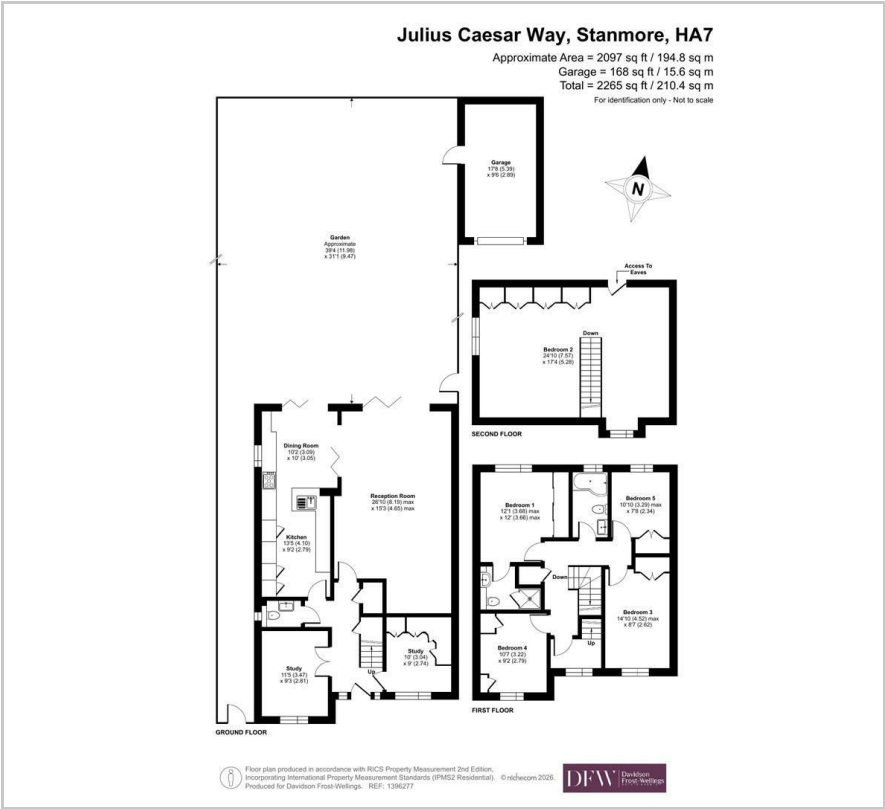 Julius Caesar Way, Stanmore, HA7
Approximate Area = 2097 sq ft / 194.8 sq m
Garage = 168 sq ft / 15.6 sq m
Total = 2265 sq ft / 210.4 sq m
For identification only - Not to scale
Garage
17'8 (5.39)
x 9'6 (2.89)
N
Garden
Approximate
39'4 (11.98)
x 31'1 (9.47)
Access To
Eaves
Down
Bedroom 2
24'10 (7.57)
x 17'4 (5.28)
SECOND FLOOR
Dining Room
10'2 (3.09)
x 10' (3.05)
Reception Room
26'10 (8.19) max
x 15'3 (4.65) max
Kitchen
13'5 (4.10)
x 9'2 (2.79)
Study
11'5 (3.47)
x 9'3 (2.81)
Up
Study
10' (3.04)
x 9' (2.74)
GROUND FLOOR
Bedroom 1
12'1 (3.68) max
x 12' (3.66) max
Bedroom 5
10'10 (3.29) max
x 7'8 (2.34)
Down
Bedroom 3
14'10 (4.52) max
x 8'7 (2.62)
Bedroom 4
10'7 (3.22)
x 9'2 (2.79)
Up
FIRST FLOOR
Floor plan produced in accordance with RICS Property Measurement 2nd Edition,
Incorporating International Property Measurement Standards (IPMS2 Residential). © nichecom 2026.
Produced for Davidson Frost-Wellings. REF: 1396277
DFW Davidson
Frost-Wellings